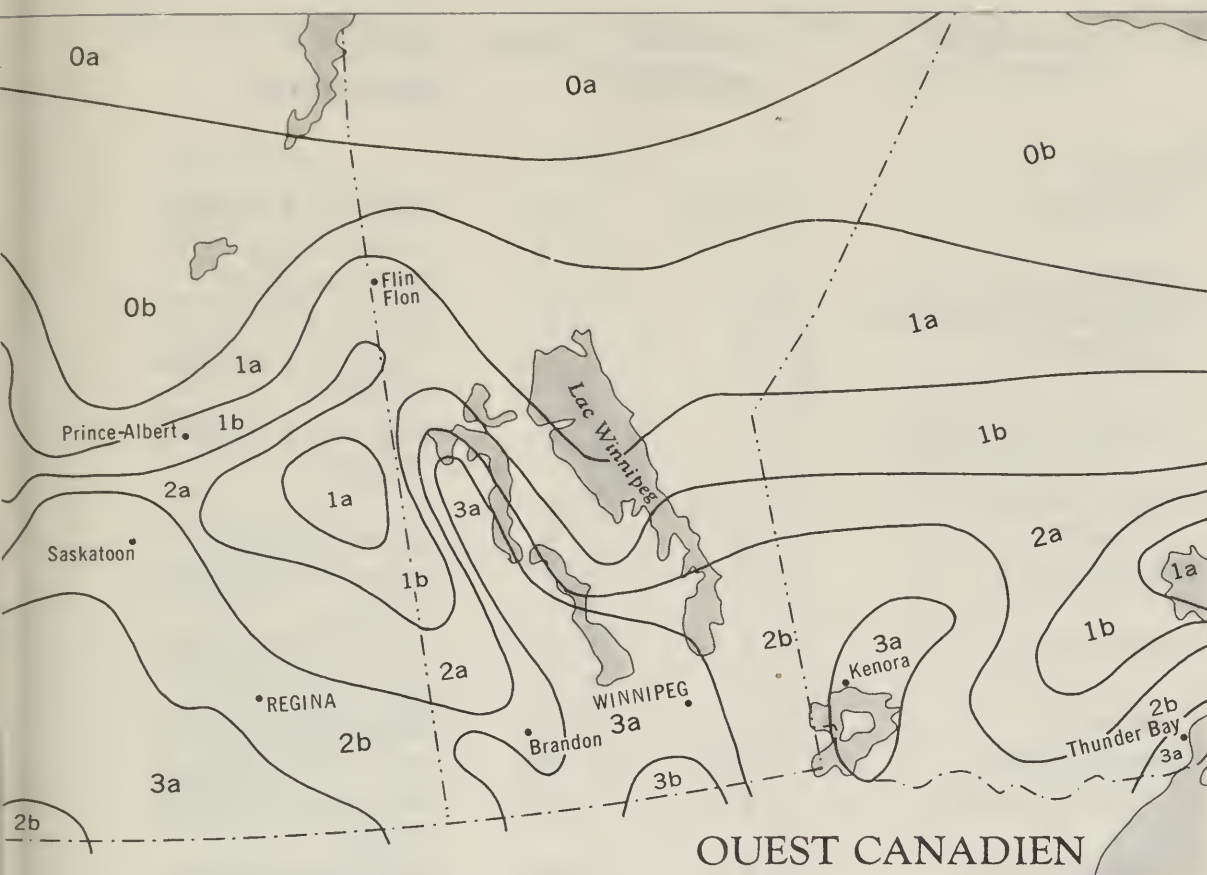 0a
0a
0b
Flin
Flon
0b
1a
1a
Lac Winnipeg
1b
Prince-Albert
1b
2a
1a
3a
Saskatoon
2a
1a
1b
1b
2b
3a
Kenora
2a
REGINA
WINNIPEG
2b
3a
Brandon
2b
Thunder Bay
3a
3a
3b
2b
OUEST CANADIEN